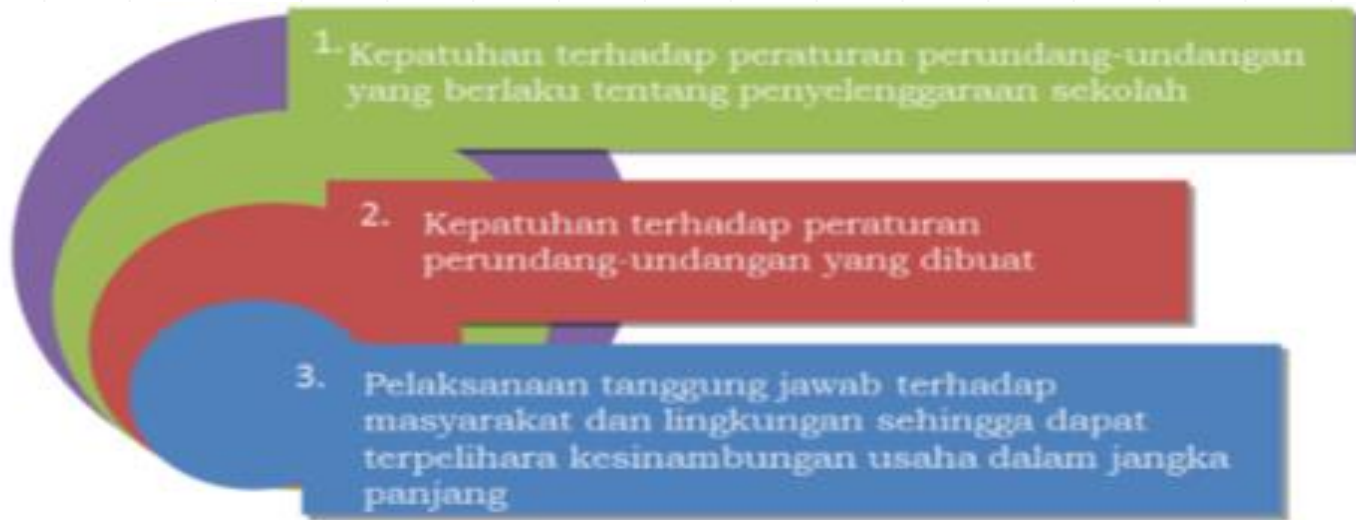 1. Kepatuhan terhadap peraturan perundang-undangan
yang berlaku tentang penyelenggaraan sekolah
2. Kepatuhan terhadap peraturan
perundang-undangan yang dibuat
3. Pelaksanaan tanggung jawab terhadap
masyarakat dan lingkungan sehingga dapat
terpelihara kesinambungan usaha dalam jangka
panjang